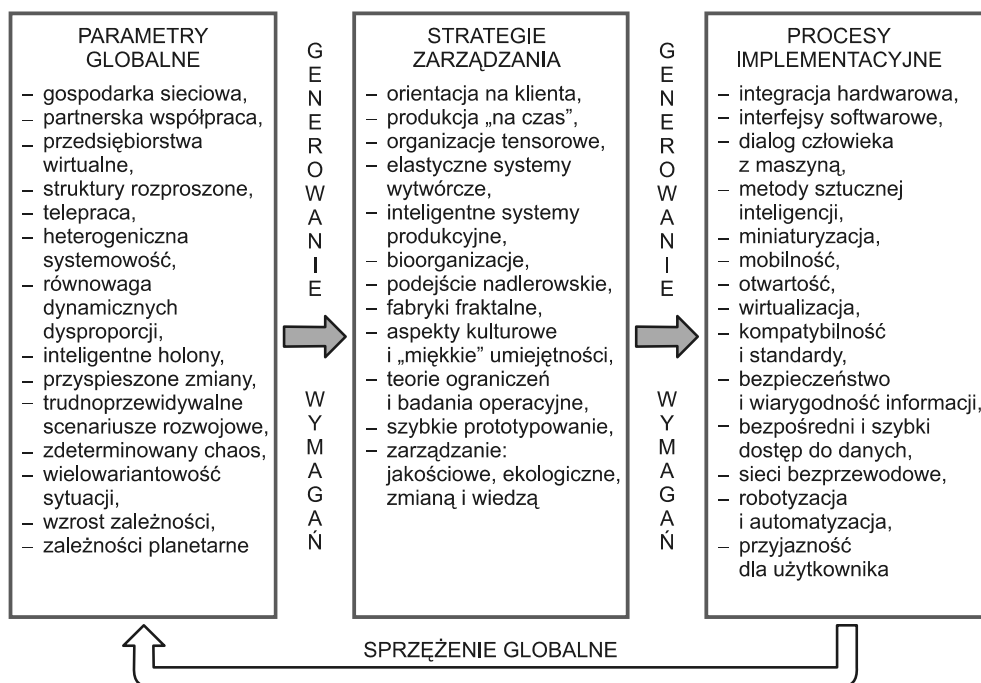 PARAMETRY
GLOBALNE
– gospodarka sieciowa,
– partnerska współpraca,
– przedsiębiorstwa
wirtualne,
– struktury rozproszone,
– telepraca,
– heterogeniczna
systemowość,
– równowaga
dynamicznych
dysproporcji,
– inteligentne holony,
– przyspieszone zmiany,
– trudnoprzewidywalne
scenariusze rozwojowe,
– zdeterminowany chaos,
– wielowariantowość
sytuacji,
– wzrost zależności,
– zależności planetarne
GENEROWANIE WYMAGAŃ
STRATEGIE
ZARZĄDZANIA
– orientacja na klienta,
– produkcja „na czas”,
– organizacje tensorowe,
– elastyczne systemy
wytwórcze,
– inteligentne systemy
produkcyjne,
– bioorganizacje,
– podejście nadlerowskie,
– fabryki fraktalne,
– aspekty kulturowe
i „miękkie” umiejętności,
– teorie ograniczeń
i badania operacyjne,
– szybkie prototypowanie,
– zarządzanie:
jakościowe, ekologiczne,
zmianą i wiedzą
GENEROWANIE WYMAGAŃ
PROCESY
IMPLEMENTACYJNE
– integracja hardwarowa,
– interfejsy softwarowe,
– dialog człowieka
z maszyną,
– metody sztucznej
inteligencji,
– miniaturyzacja,
– mobilność,
– otwartość,
– wirtualizacja,
– kompatybilność
i standardy,
– bezpieczeństwo
i wiarygodność informacji,
– bezpośredni i szybki
dostęp do danych,
– sieci bezprzewodowe,
– robotyzacja
i automatyzacja,
– przyjazność
dla użytkownika
SPRZĘŻENIE GLOBALNE